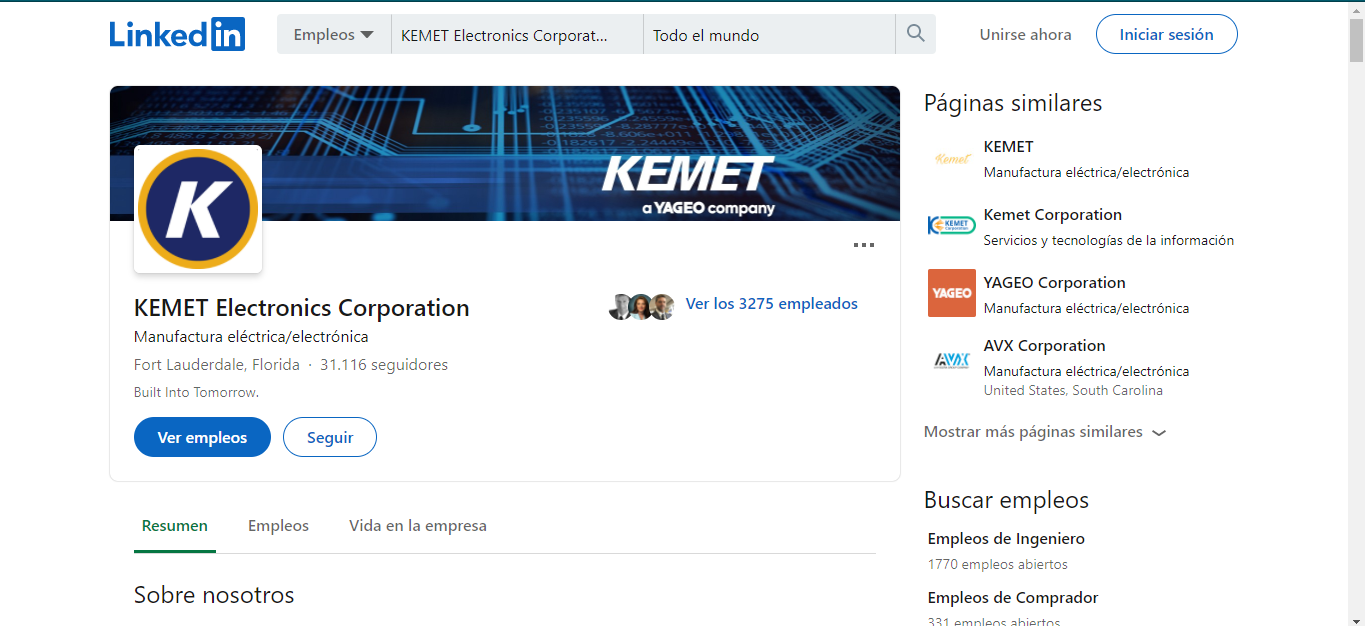 Linked in
Empleos
KEMET Electronics Corporat...
Todo el mundo
Unirse ahora
Iniciar sesión
KEMET
a YAGEO company
K
KEMET Electronics Corporation
Manufactura eléctrica/electrónica
Fort Lauderdale, Florida · 31.116 seguidores
Built Into Tomorrow.
Ver los 3275 empleados
Ver empleos
Seguir
Resumen
Empleos
Vida en la empresa
Sobre nosotros
Páginas similares
Kemet
KEMET
Manufactura eléctrica/electrónica
KEMET
Corporation
Kemet Corporation
Servicios y tecnologías de la información
YAGEO
YAGEO Corporation
Manufactura eléctrica/electrónica
AVX
AVX Corporation
Manufactura eléctrica/electrónica
United States, South Carolina
Mostrar más páginas similares
Buscar empleos
Empleos de Ingeniero
1770 empleos abiertos
Empleos de Comprador
331 empleos abiertos